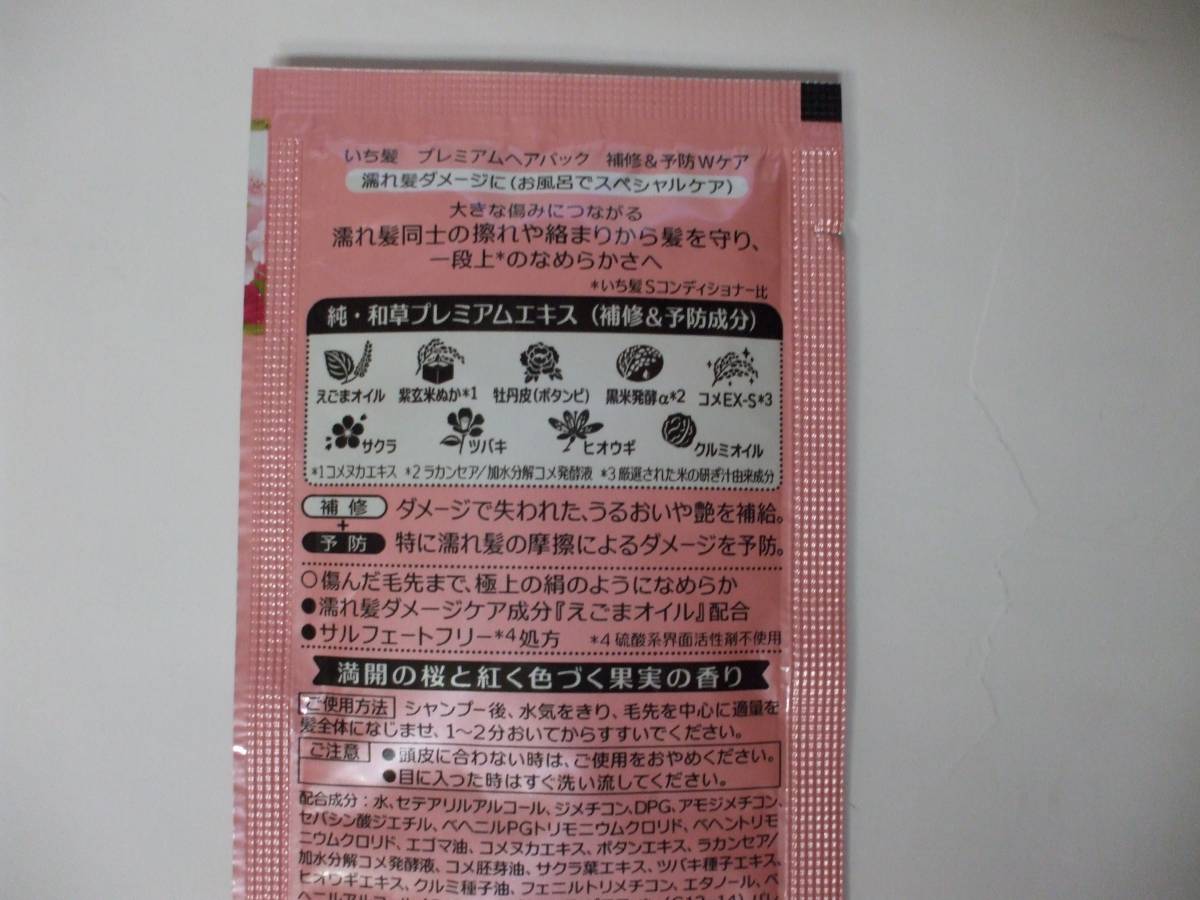 いち髪 プレミアムヘアパック 補修&予防Wケア
濡れ髪ダメージに(お風呂でスペシャルケア)
大きな傷みにつながる
濡れ髪同士の擦れや絡まりから髪を守り、
一段上*のなめらかさへ
*いち髪Sコンディショナー比
純・和草プレミアムエキス(補修&予防成分)
えごまオイル 紫玄米ぬか*1 牡丹皮(ボタンピ) 黒米発酵α*2 コメEX-S*3
サクラ ツバキ ヒオウギ クルミオイル
*1コメヌカエキス *2ラカンセア/加水分解コメ発酵液 *3厳選された米の研ぎ汁由来成分
補修 ダメージで失われた、うるおいや艶を補給。
+
予防 特に濡れ髪の摩擦によるダメージを予防。
○傷んだ毛先まで、極上の絹のようになめらか
●濡れ髪ダメージケア成分『えごまオイル』配合
●サルフェートフリー*4処方 *4硫酸系界面活性剤不使用
満開の桜と紅く色づく果実の香り
ご使用方法 シャンプー後、水気をきり、毛先を中心に適量を
髪全体になじませ、1~2分おいてからすすいでください。
ご注意 ●頭皮に合わない時は、ご使用をおやめください。
●目に入った時はすぐ洗い流してください。
配合成分:水、セテアリルアルコール、ジメチコン、DPG、アモジメチコン、
セバシン酸ジエチル、ベヘニルPGトリモニウムクロリド、ベヘントリモ
ニウムクロリド、エゴマ油、コメヌカエキス、ボタンエキス、ラカンセア/
加水分解コメ発酵液、コメ胚芽油、サクラ葉エキス、ツバキ種子エキス、
ヒオウギエキス、クルミ種子油、フェニルトリメチコン、エタノール、ベ